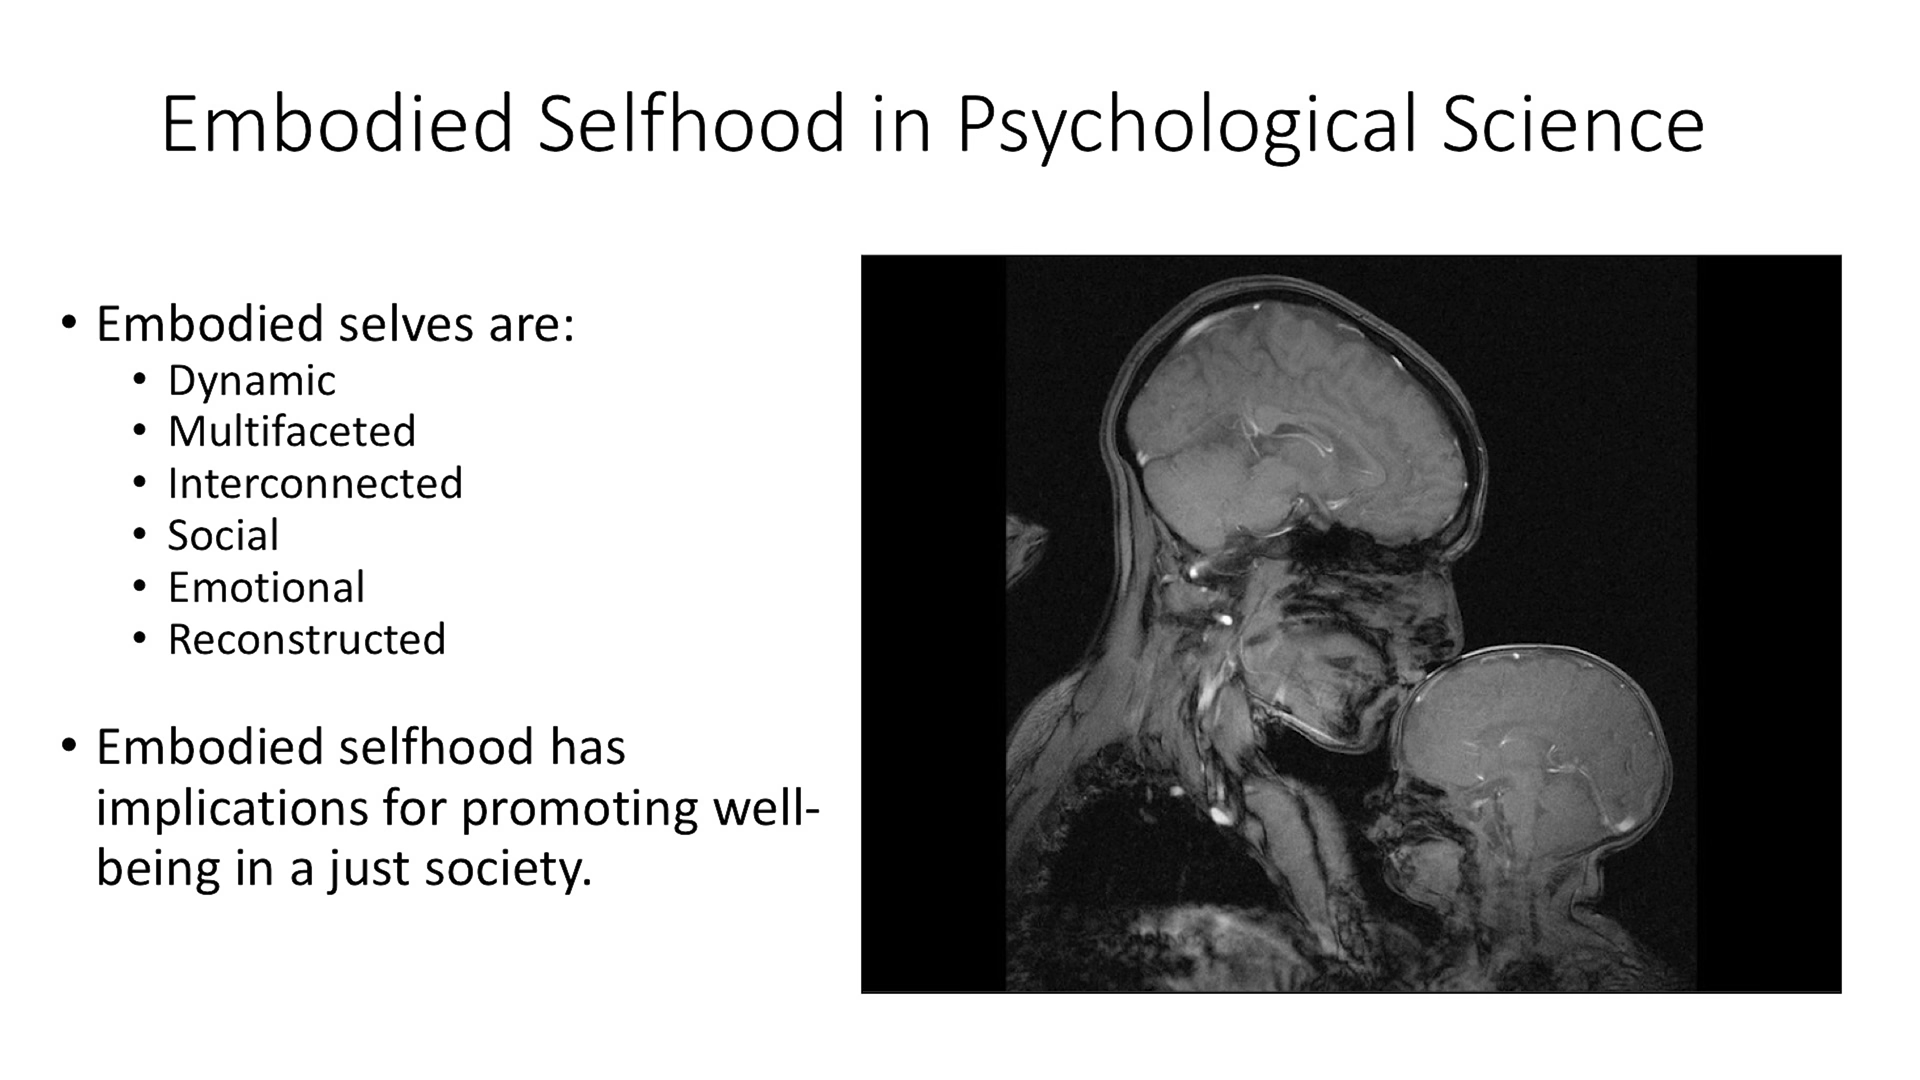 Embodied Selfhood in Psychological Science
• Embodied selves are:
• Dynamic
• Multifaceted
• Interconnected
• Social
• Emotional
• Reconstructed
• Embodied selfhood has
implications for promoting well-
being in a just society.